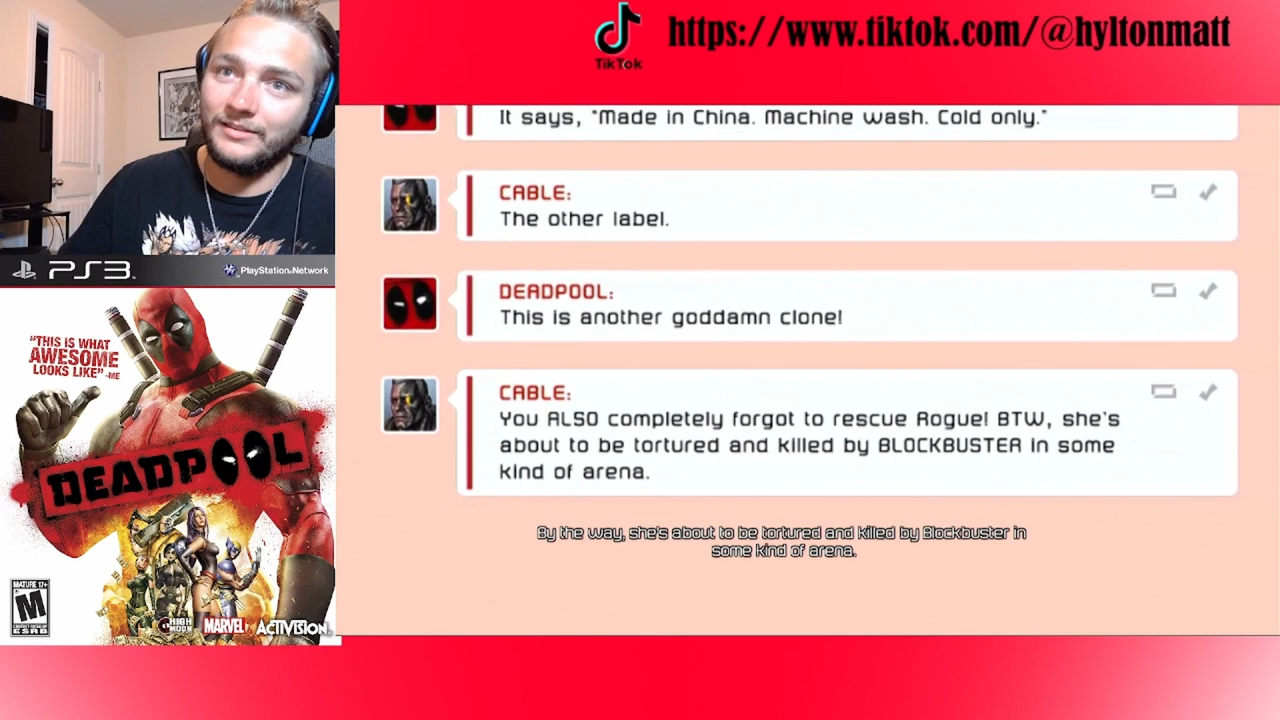 TikTok
https://www.tiktok.com/@hyltonmatt
It says, "Made in China. Machine wash. Cold only."
CABLE:
The other label.
DEADPOOL:
This is another goddamn clone!
CABLE:
You ALSO completely forgot to rescue Rogue! BTW, she's
about to be tortured and killed by BLOCKBUSTER in some
kind of arena.
By the way, she's about to be tortured and killed by Blockbuster in
some kind of arena.
PS3
PlayStation Network
"THIS IS WHAT
AWESOME
LOOKS LIKE" -ME
DEADPOOL
MATURE 17+
M
ESRB
HIGH
MOON
MARVEL
ACTIVISION